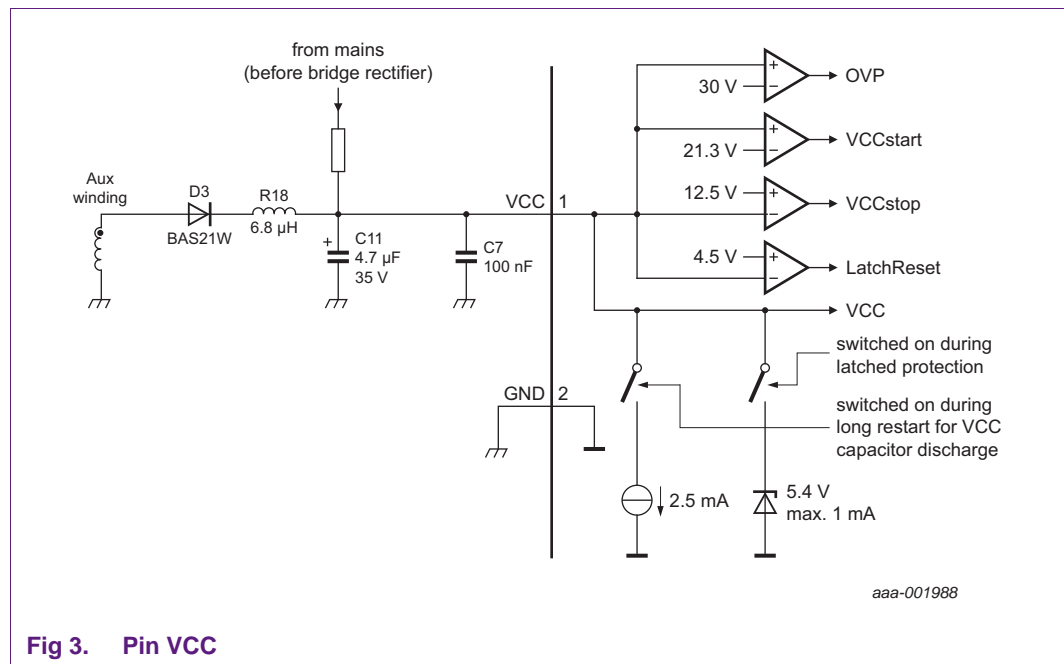 from mains
(before bridge rectifier)
Aux
winding
D3
BAS21W
R18
6.8 μH
C11
+
4.7 μF
35 V
C7
100 nF
VCC 1
GND 2
+
30 V
−
OVP
+
21.3 V
−
VCCstart
12.5 V
+
−
VCCstop
4.5 V
+
−
LatchReset
VCC
switched on during
latched protection
switched on during
long restart for VCC
capacitor discharge
2.5 mA
5.4 V
max. 1 mA
aaa-001988
Fig 3. Pin VCC